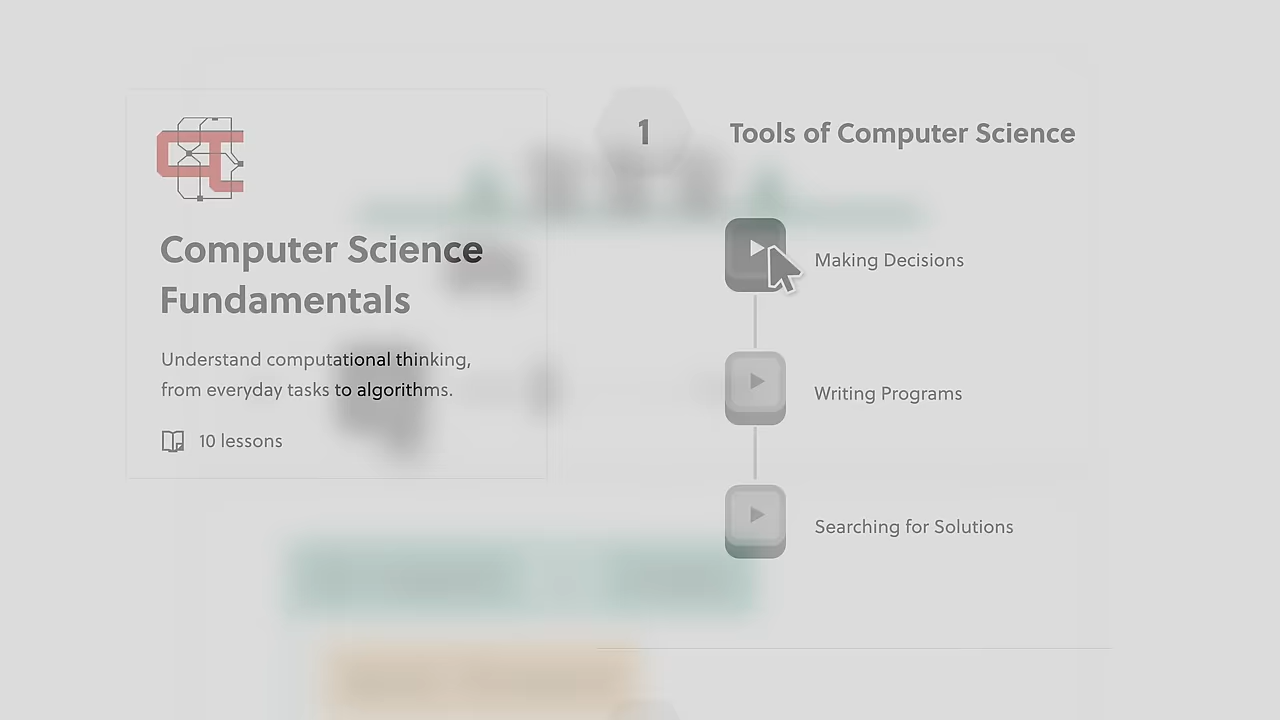 Computer Science
Fundamentals
Understand computational thinking,
from everyday tasks to algorithms.
10 lessons
1
Tools of Computer Science
Making Decisions
Writing Programs
Searching for Solutions